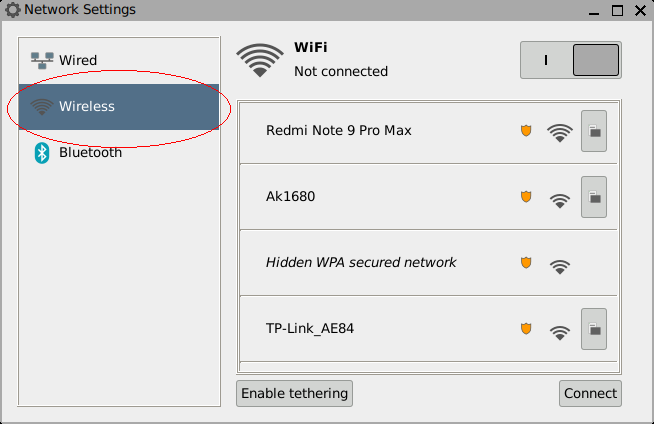 Network Settings
Wired
Wireless
Bluetooth
WiFi
Not connected
I
Redmi Note 9 Pro Max
Ak1680
Hidden WPA secured network
TP-Link_AE84
Enable tethering
Connect